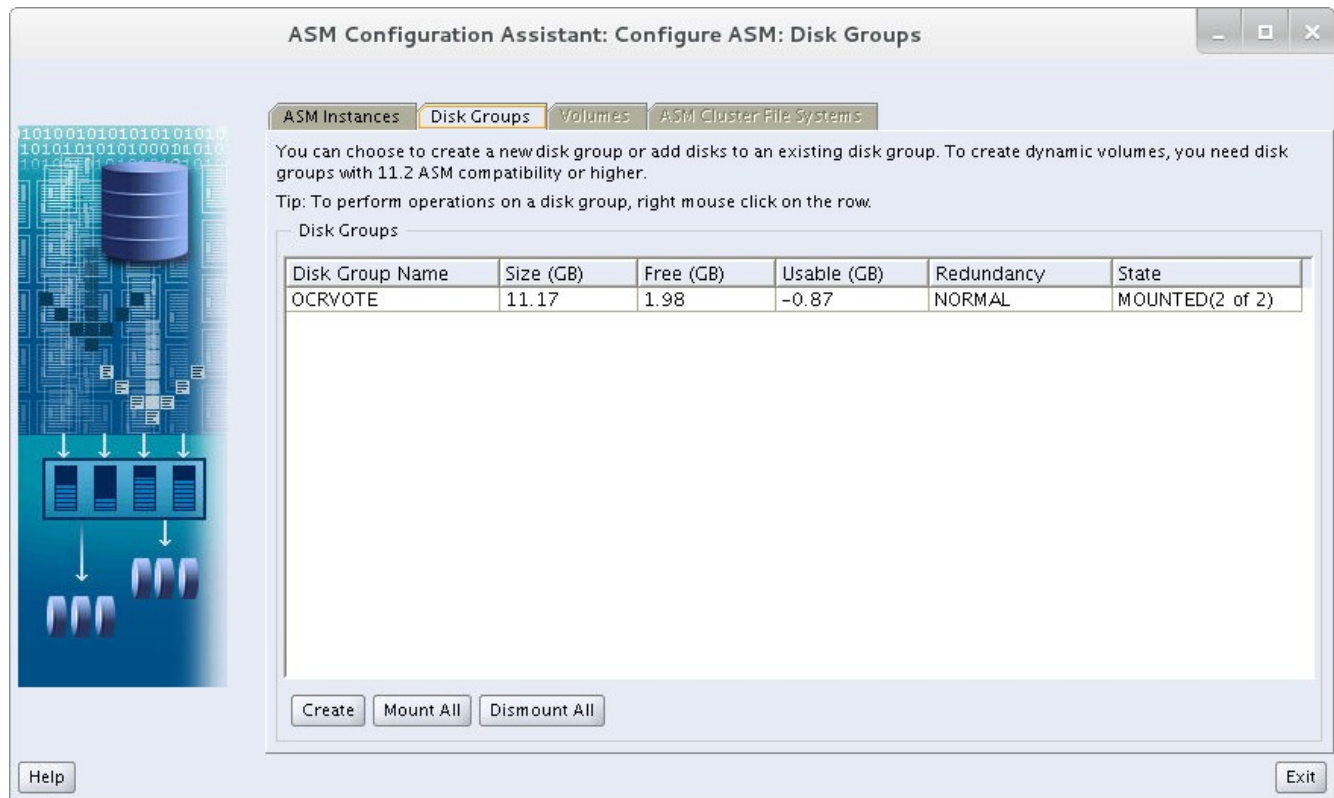 ASM Configuration Assistant: Configure ASM: Disk Groups
ASM Instances Disk Groups Volumes ASM Cluster File Systems
You can choose to create a new disk group or add disks to an existing disk group. To create dynamic volumes, you need disk
groups with 11.2 ASM compatibility or higher.
Tip: To perform operations on a disk group, right mouse click on the row.
Disk Groups
Disk Group Name Size (GB) Free (GB) Usable (GB) Redundancy State
OCRVOTE 11.17 1.98 -0.87 NORMAL MOUNTED(2 of 2)
Create Mount All Dismount All
Help Exit